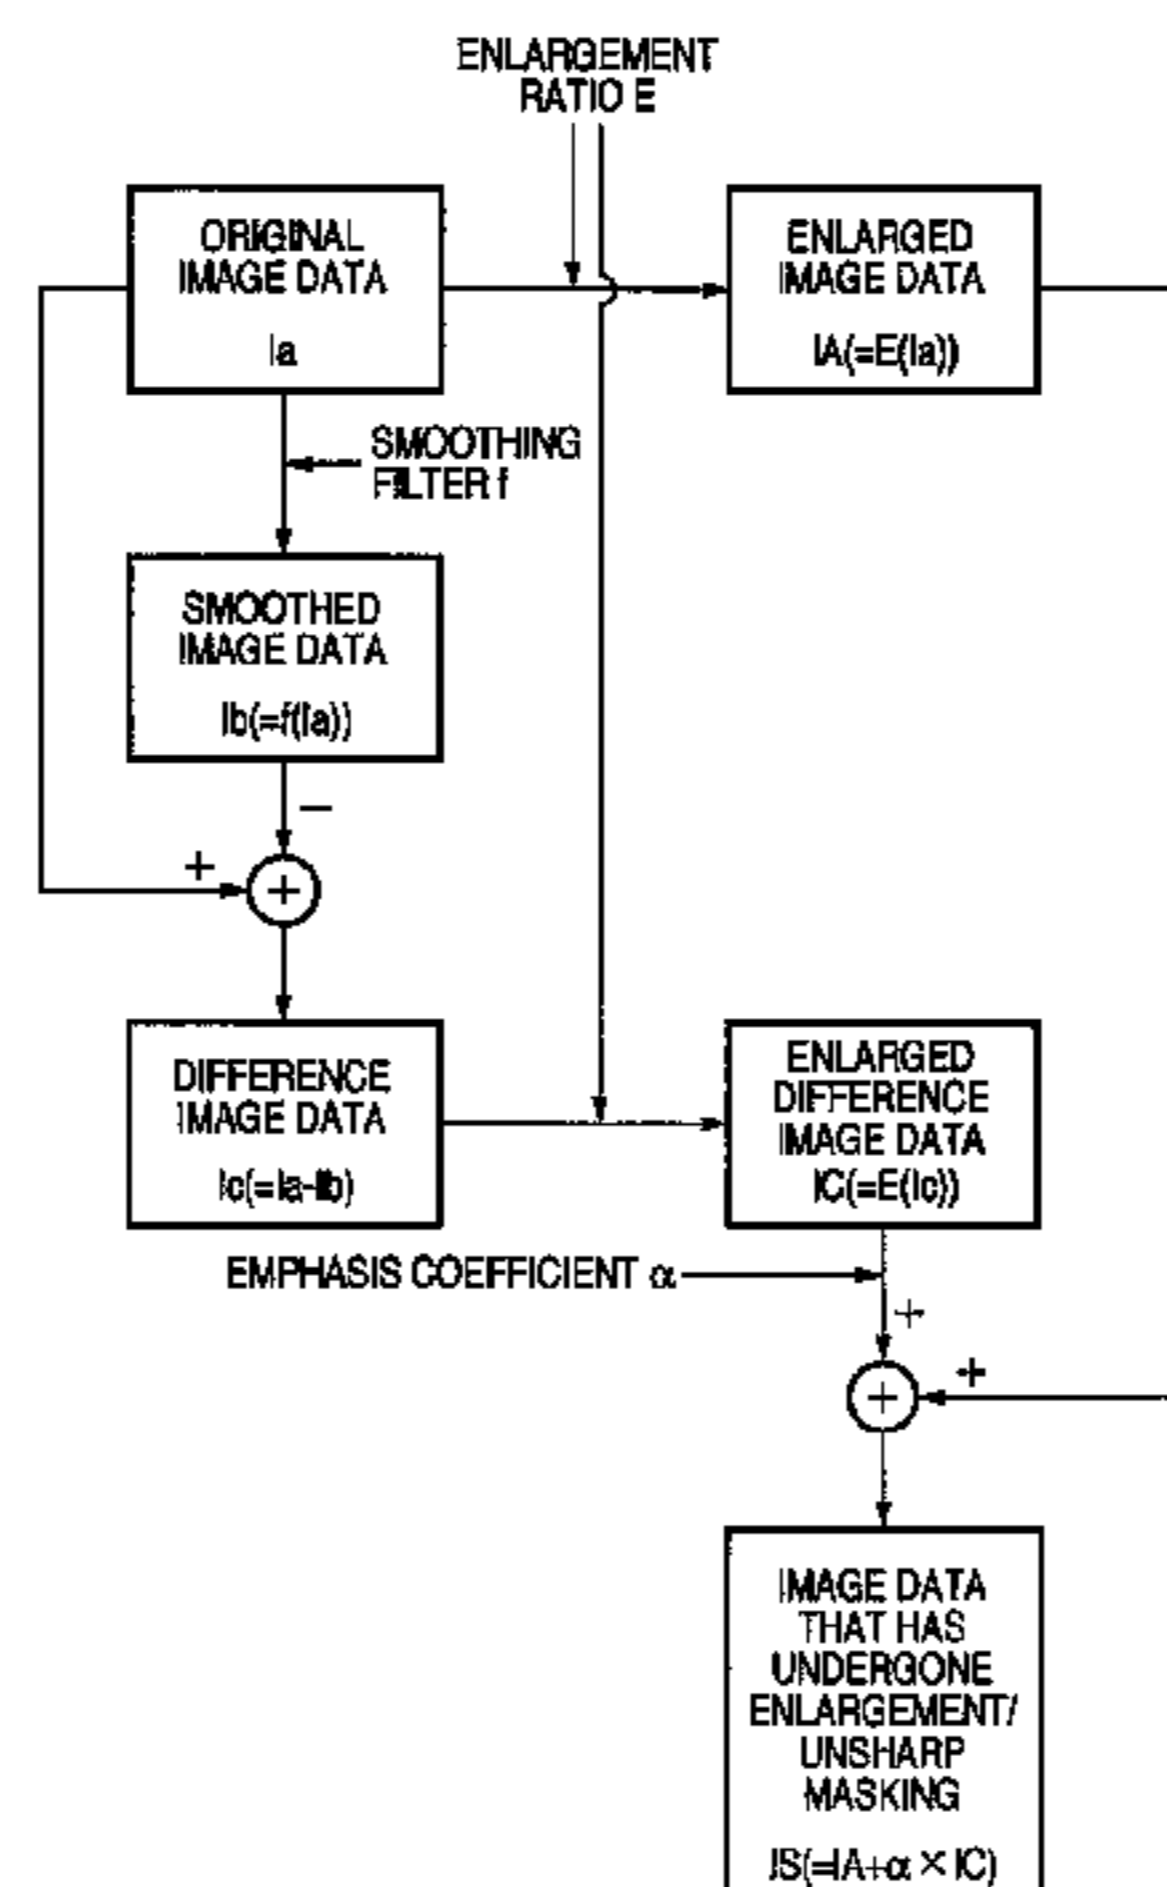 ENLARGEMENT
RATIO E
ORIGINAL
IMAGE DATA
Ia
ENLARGED
IMAGE DATA
IA(=E(Ia))
SMOOTHING
FILTER f
SMOOTHED
IMAGE DATA
Ib(=f(Ia))
−
+
+
DIFFERENCE
IMAGE DATA
Ic(=Ia-Ib)
ENLARGED
DIFFERENCE
IMAGE DATA
IC(=E(Ic))
EMPHASIS COEFFICIENT α
+
+
+
IMAGE DATA
THAT HAS
UNDERGONE
ENLARGEMENT/
UNSHARP
MASKING
IS(=IA+α×IC)